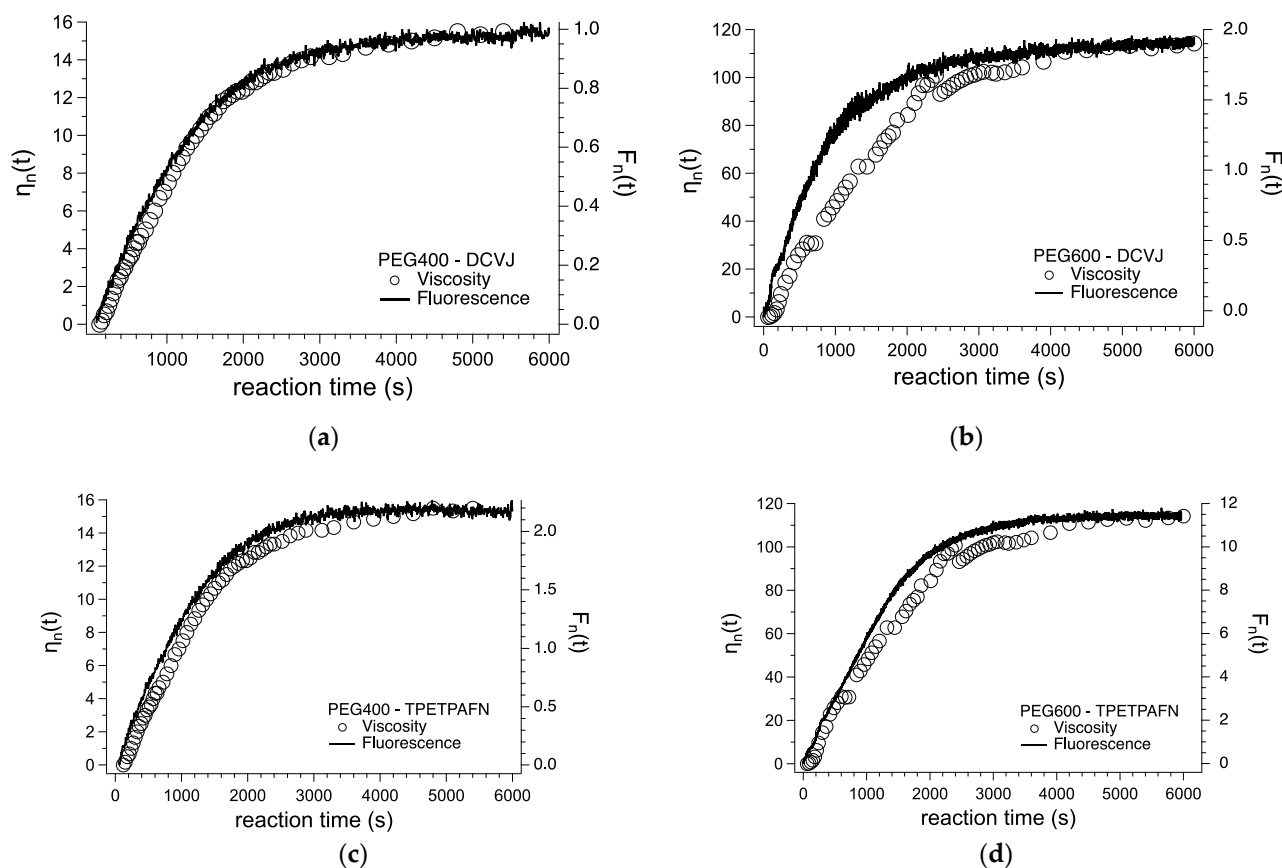 16
14
12
10
8
6
4
2
0
ηn(t)
1.0
0.8
0.6
0.4
0.2
0.0
Fn(t)
PEG400 - DCVJ
Viscosity
Fluorescence
1000 2000 3000 4000 5000 6000
reaction time (s)
(a)
120
100
80
60
40
20
0
ηn(t)
2.0
1.5
1.0
0.5
0.0
Fn(t)
PEG600 - DCVJ
Viscosity
Fluorescence
0 1000 2000 3000 4000 5000 6000
reaction time (s)
(b)
16
14
12
10
8
6
4
2
0
ηn(t)
2.0
1.5
1.0
0.5
0.0
Fn(t)
PEG400 - TPETPAFN
Viscosity
Fluorescence
0 1000 2000 3000 4000 5000 6000
reaction time (s)
(c)
120
100
80
60
40
20
0
ηn(t)
12
10
8
6
4
2
0
Fn(t)
PEG600 - TPETPAFN
Viscosity
Fluorescence
0 1000 2000 3000 4000 5000 6000
reaction time (s)
(d)